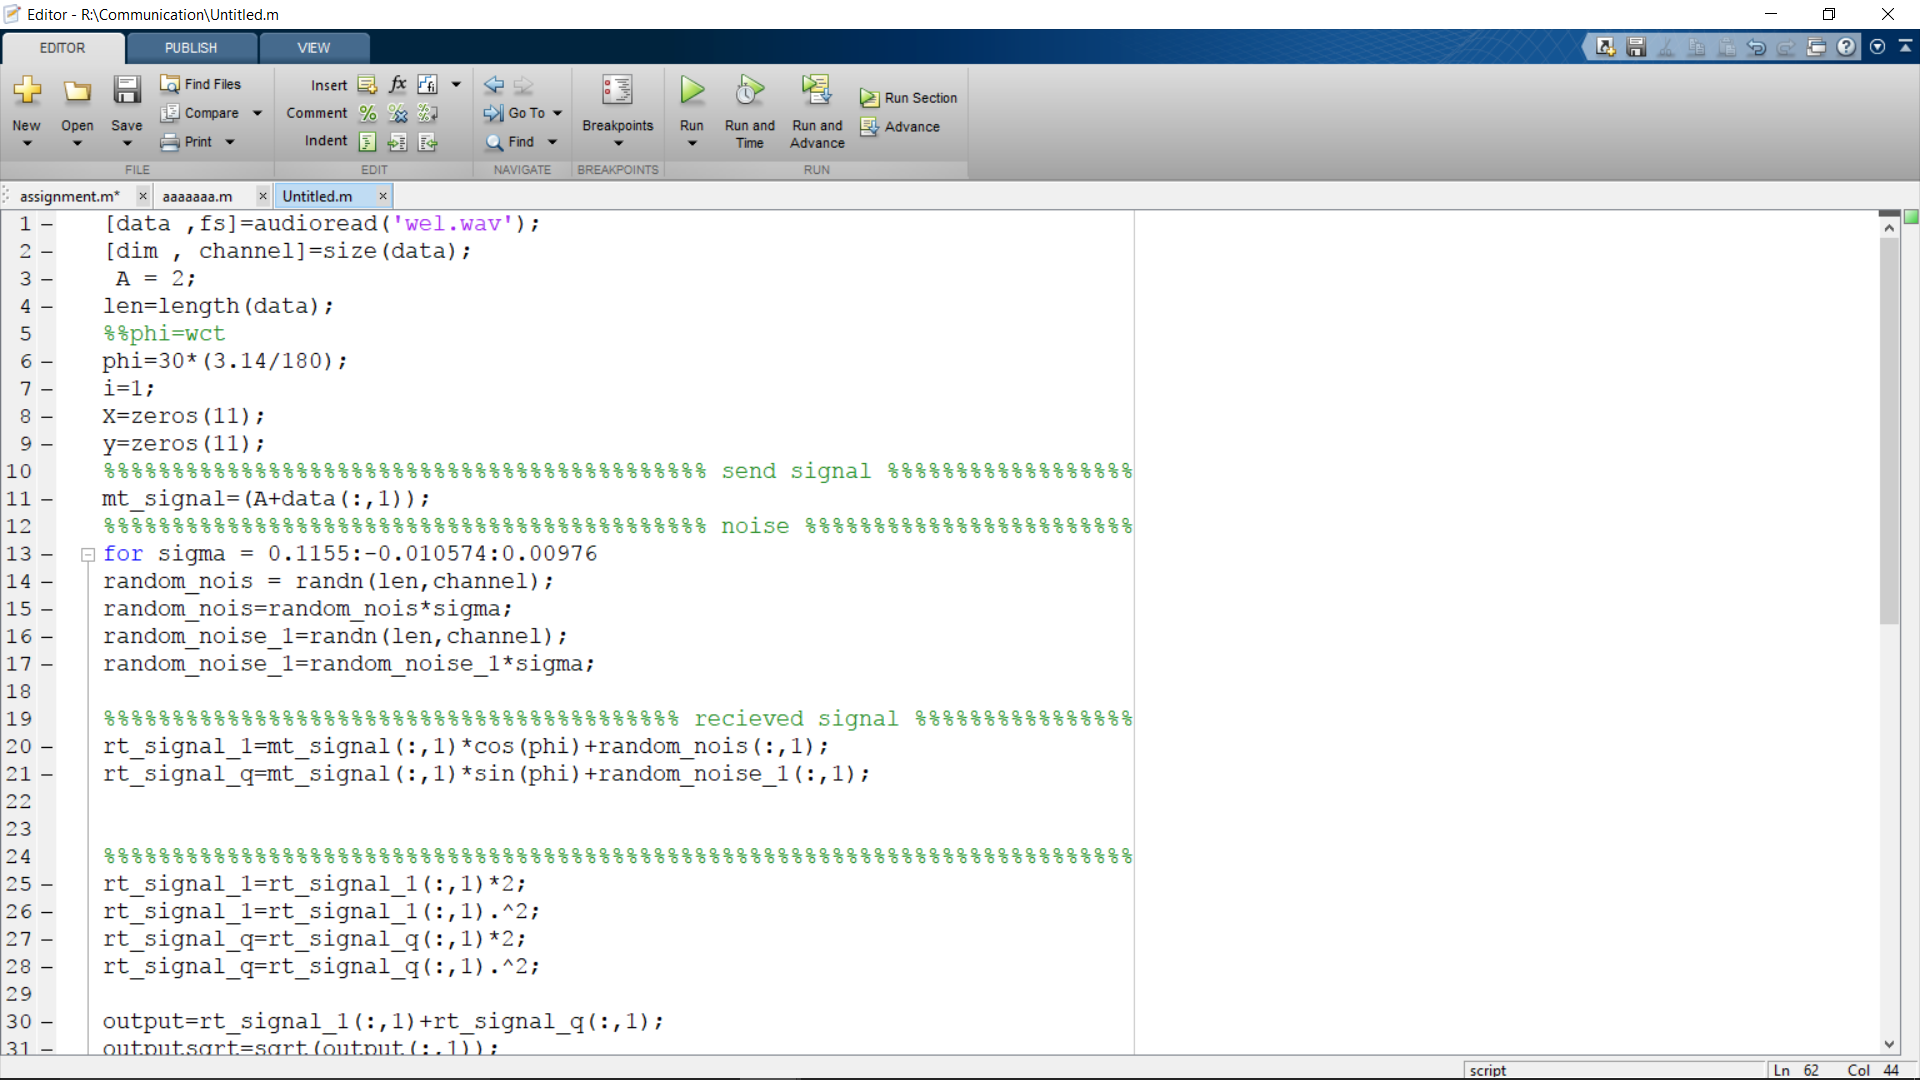 Editor - R:\Communication\Untitled.m
EDITOR PUBLISH VIEW
New Open Save Find Files Compare Print
FILE
Insert fx
Comment
Indent
EDIT
Go To
Find
NAVIGATE
Breakpoints
BREAKPOINTS
Run Run and Time Run and Advance Run Section Advance
RUN
assignment.m* × aaaaaaa.m × Untitled.m ×
1 – [data ,fs]=audioread('wel.wav');
2 – [dim , channel]=size(data);
3 – A = 2;
4 – len=length(data);
5 %%phi=wct
6 – phi=30*(3.14/180);
7 – i=1;
8 – X=zeros(11);
9 – y=zeros(11);
10 %%%%%%%%%%%%%%%%%%%%%%%%%%%%%%%%%%%%%%%%%%%% send signal %%%%%%%%%%%%%%%%%%
11 – mt_signal=(A+data(:,1));
12 %%%%%%%%%%%%%%%%%%%%%%%%%%%%%%%%%%%%%%%%%%%% noise %%%%%%%%%%%%%%%%%%%%%%%%
13 – for sigma = 0.1155:-0.010574:0.00976
14 – random_nois = randn(len,channel);
15 – random_nois=random_nois*sigma;
16 – random_noise_1=randn(len,channel);
17 – random_noise_1=random_noise_1*sigma;
18
19 %%%%%%%%%%%%%%%%%%%%%%%%%%%%%%%%%%%%%%%%%% recieved signal %%%%%%%%%%%%%%%%
20 – rt_signal_1=mt_signal(:,1)*cos(phi)+random_nois(:,1);
21 – rt_signal_q=mt_signal(:,1)*sin(phi)+random_noise_1(:,1);
22
23
24 %%%%%%%%%%%%%%%%%%%%%%%%%%%%%%%%%%%%%%%%%%%%%%%%%%%%%%%%%%%%%%%%%%%%%%%%%%%
25 – rt_signal_1=rt_signal_1(:,1)*2;
26 – rt_signal_1=rt_signal_1(:,1).^2;
27 – rt_signal_q=rt_signal_q(:,1)*2;
28 – rt_signal_q=rt_signal_q(:,1).^2;
29
30 – output=rt_signal_1(:,1)+rt_signal_q(:,1);
31 – outputsqrt=sqrt(output(:,1));
script Ln 62 Col 44